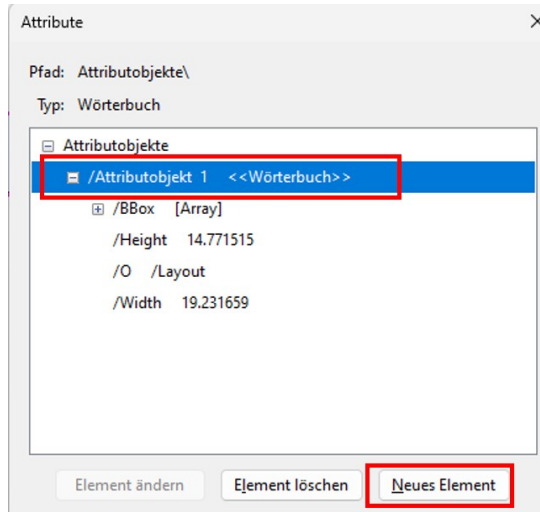 Attribute
Pfad: Attributobjekte\
Typ: Wörterbuch
Attributobjekte
/Attributobjekt 1 <<Wörterbuch>>
/BBox [Array]
/Height 14.771515
/O /Layout
/Width 19.231659
Element ändern Element löschen Neues Element